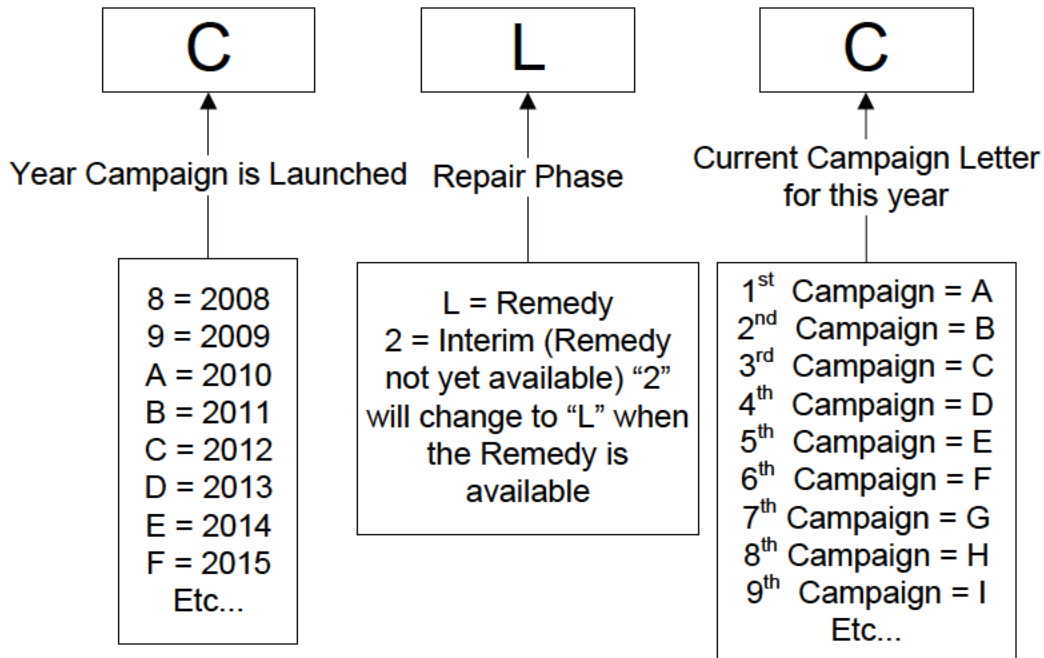 C
L
C
Year Campaign is Launched
Repair Phase
Current Campaign Letter
for this year
8 = 2008
9 = 2009
A = 2010
B = 2011
C = 2012
D = 2013
E = 2014
F = 2015
Etc...
L = Remedy
2 = Interim (Remedy
not yet available) “2”
will change to “L” when
the Remedy is
available
1st Campaign = A
2nd Campaign = B
3rd Campaign = C
4th Campaign = D
5th Campaign = E
6th Campaign = F
7th Campaign = G
8th Campaign = H
9th Campaign = I
Etc...